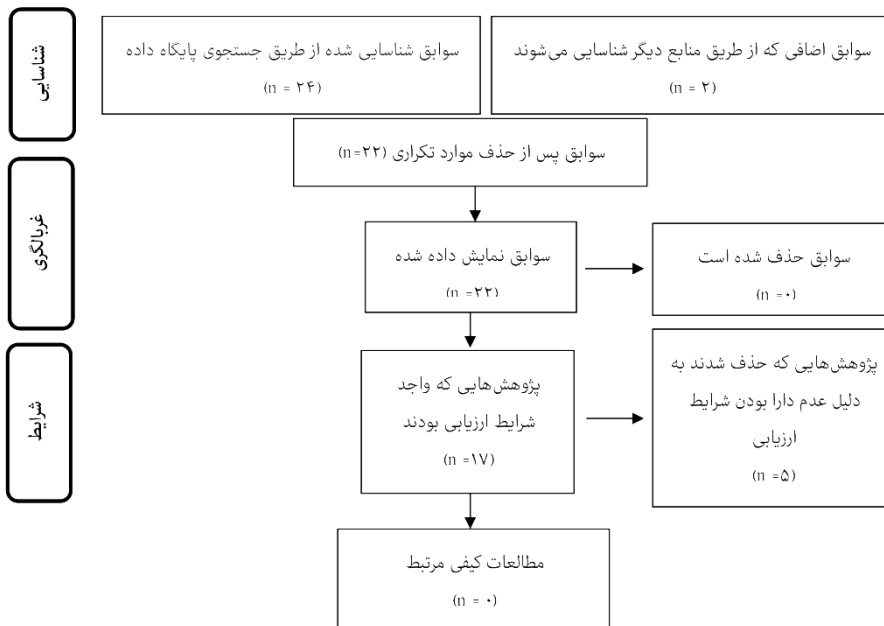 شناسایی
سوابق شناسایی شده از طریق جستجوی پایگاه داده
(n = ۲۴)
سوابق اضافی که از طریق منابع دیگر شناسایی می‌شوند
(n = ۲)
سوابق پس از حذف موارد تکراری (n=۲۲)
غربالگری
سوابق نمایش داده شده
(n =۲۲)
سوابق حذف شده است
(n =۰)
شرایط
پژوهش‌هایی که واجد
شرایط ارزیابی بودند
(n =۱۷)
پژوهش‌هایی که حذف شدند به
دلیل عدم دارا بودن شرایط
ارزیابی
(n =۵)
مطالعات کیفی مرتبط
(n = ۰)